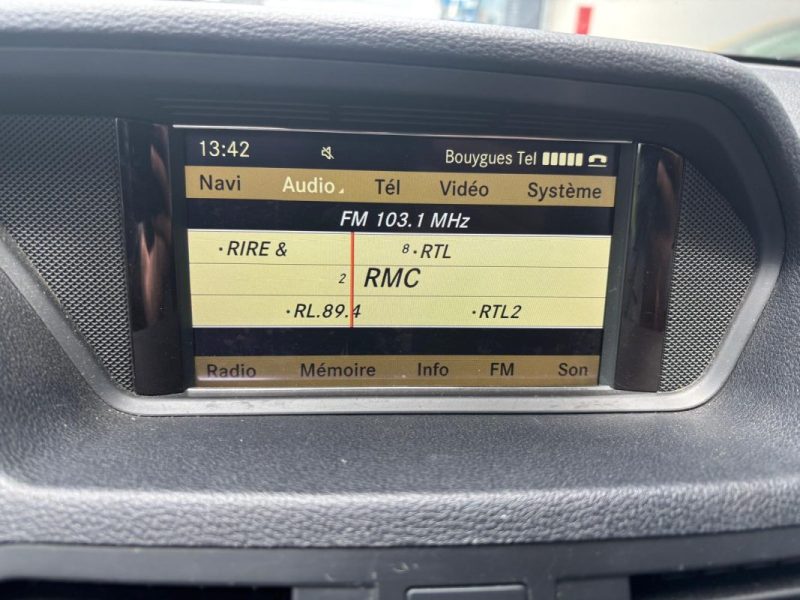 13:42 Bouygues Tel
Navi Audio Tél Vidéo Système
FM 103.1 MHz
·RIRE & 8·RTL
2 RMC
·RL.89.4 ·RTL2
Radio Mémoire Info FM Son